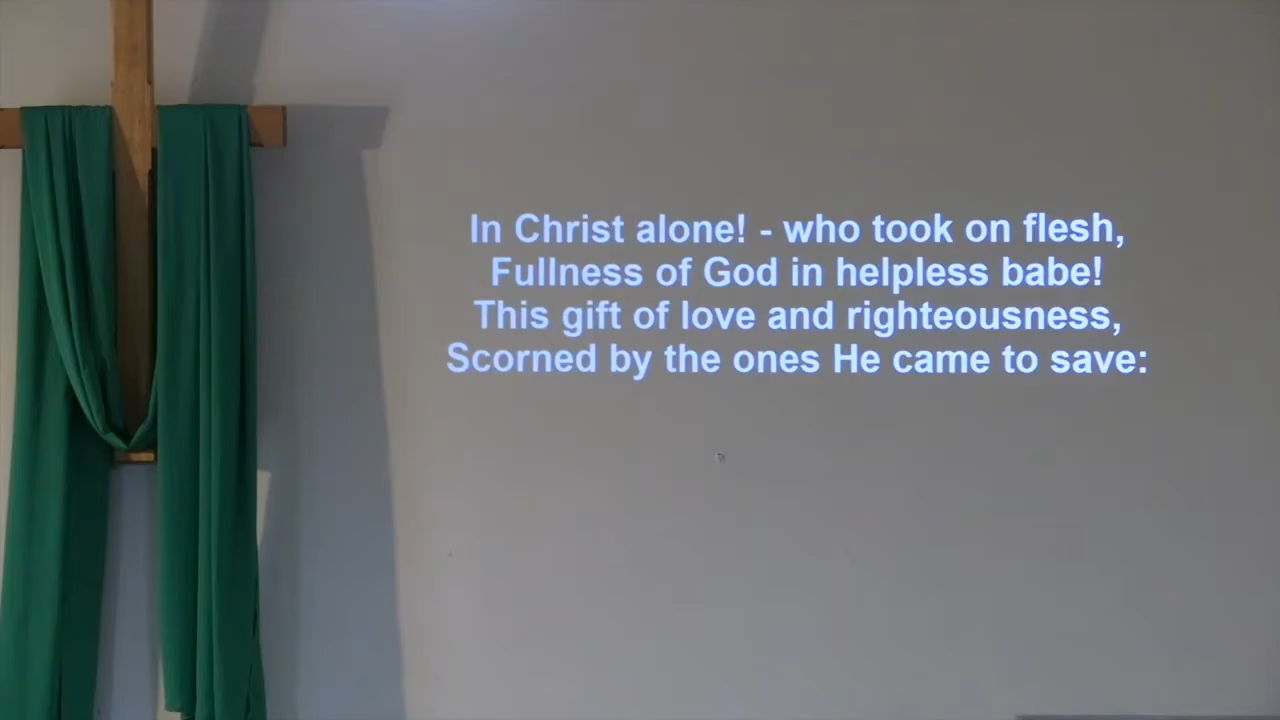 In Christ alone! - who took on flesh,
Fullness of God in helpless babe!
This gift of love and righteousness,
Scorned by the ones He came to save: